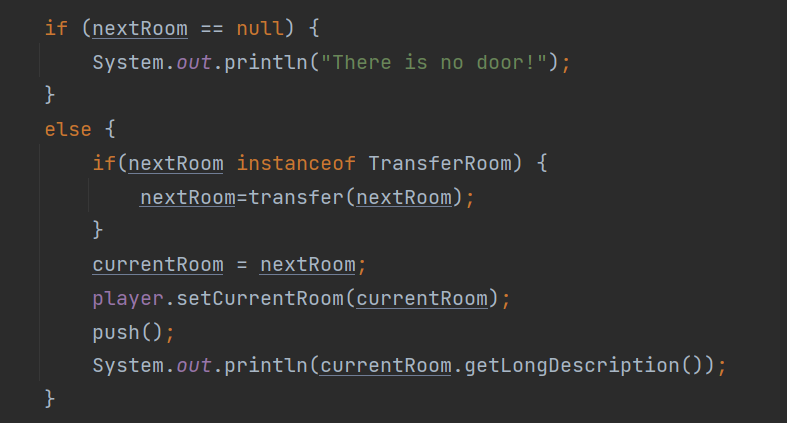 if (nextRoom == null) {
    System.out.println("There is no door!");
}
else {
    if(nextRoom instanceof TransferRoom) {
        nextRoom=transfer(nextRoom);
    }
    currentRoom = nextRoom;
    player.setCurrentRoom(currentRoom);
    push();
    System.out.println(currentRoom.getLongDescription());
}